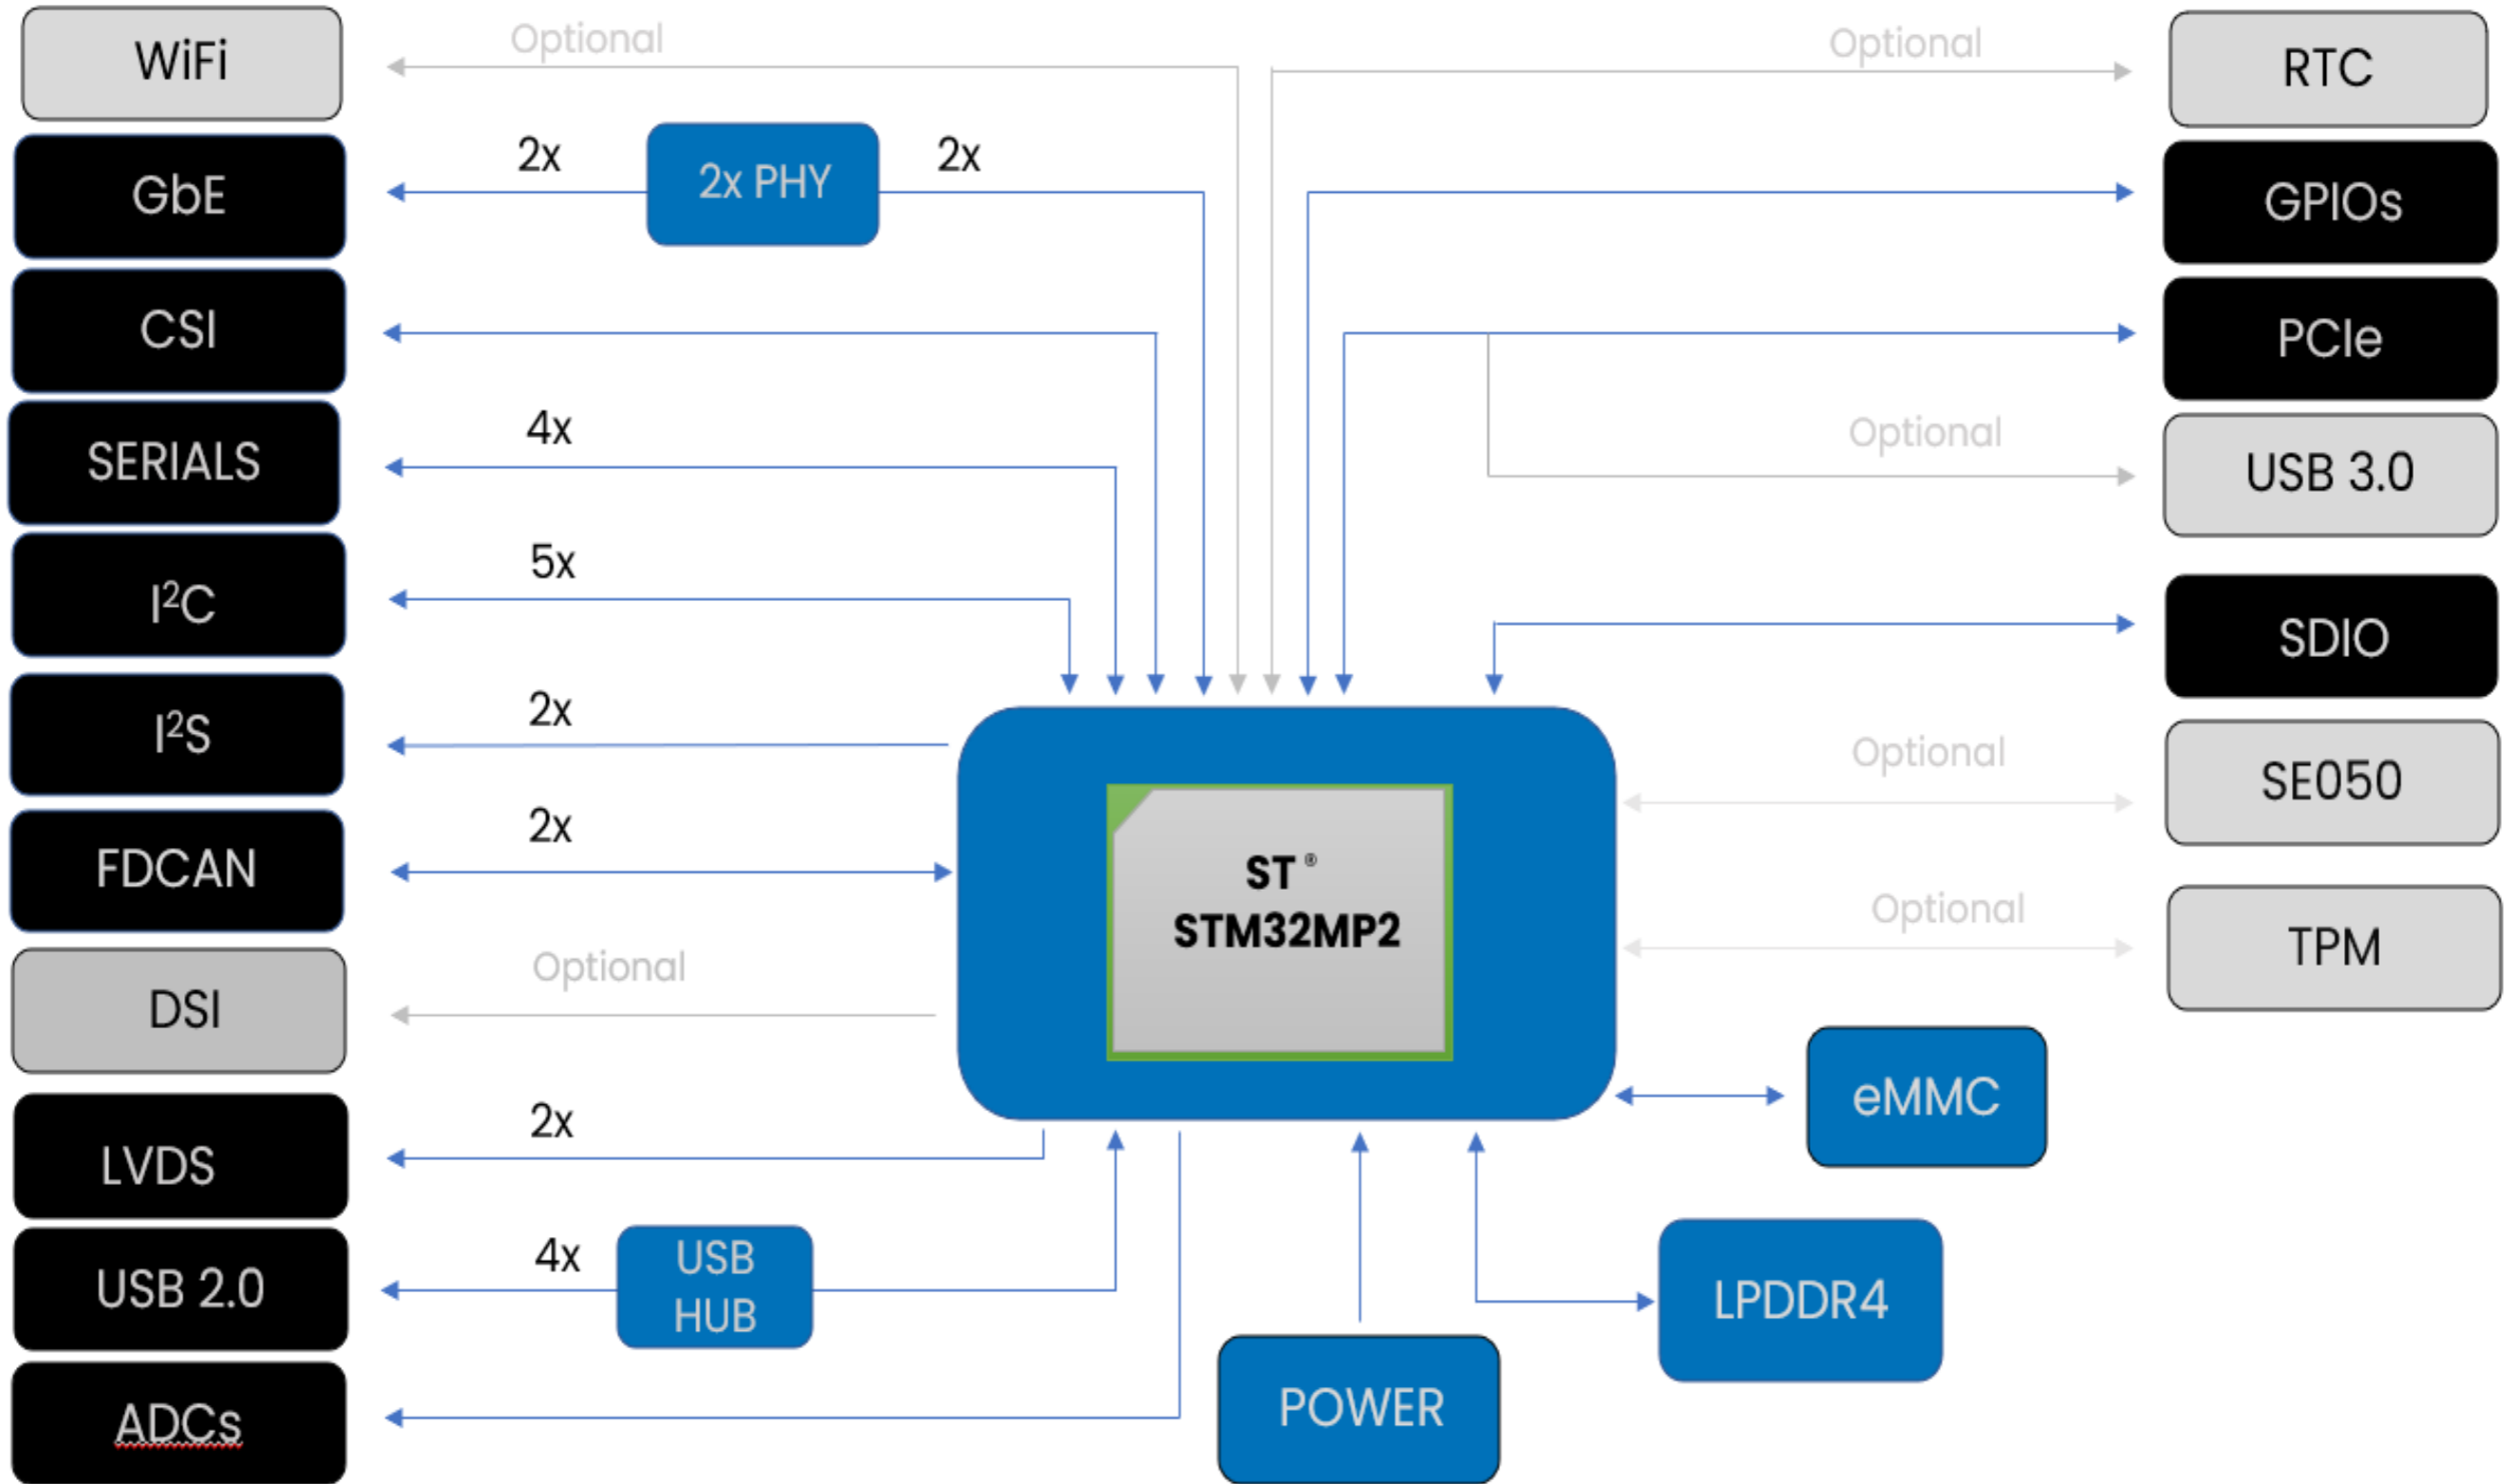 WiFi
Optional
Optional
RTC
GbE
2x
2x PHY
2x
GPIOs
CSI
PCIe
SERIALS
4x
Optional
USB 3.0
I²C
5x
SDIO
I²S
2x
Optional
SE050
FDCAN
2x
ST ®
STM32MP2
Optional
TPM
DSI
Optional
eMMC
LVDS
2x
USB 2.0
4x
USB
HUB
LPDDR4
ADCs
POWER